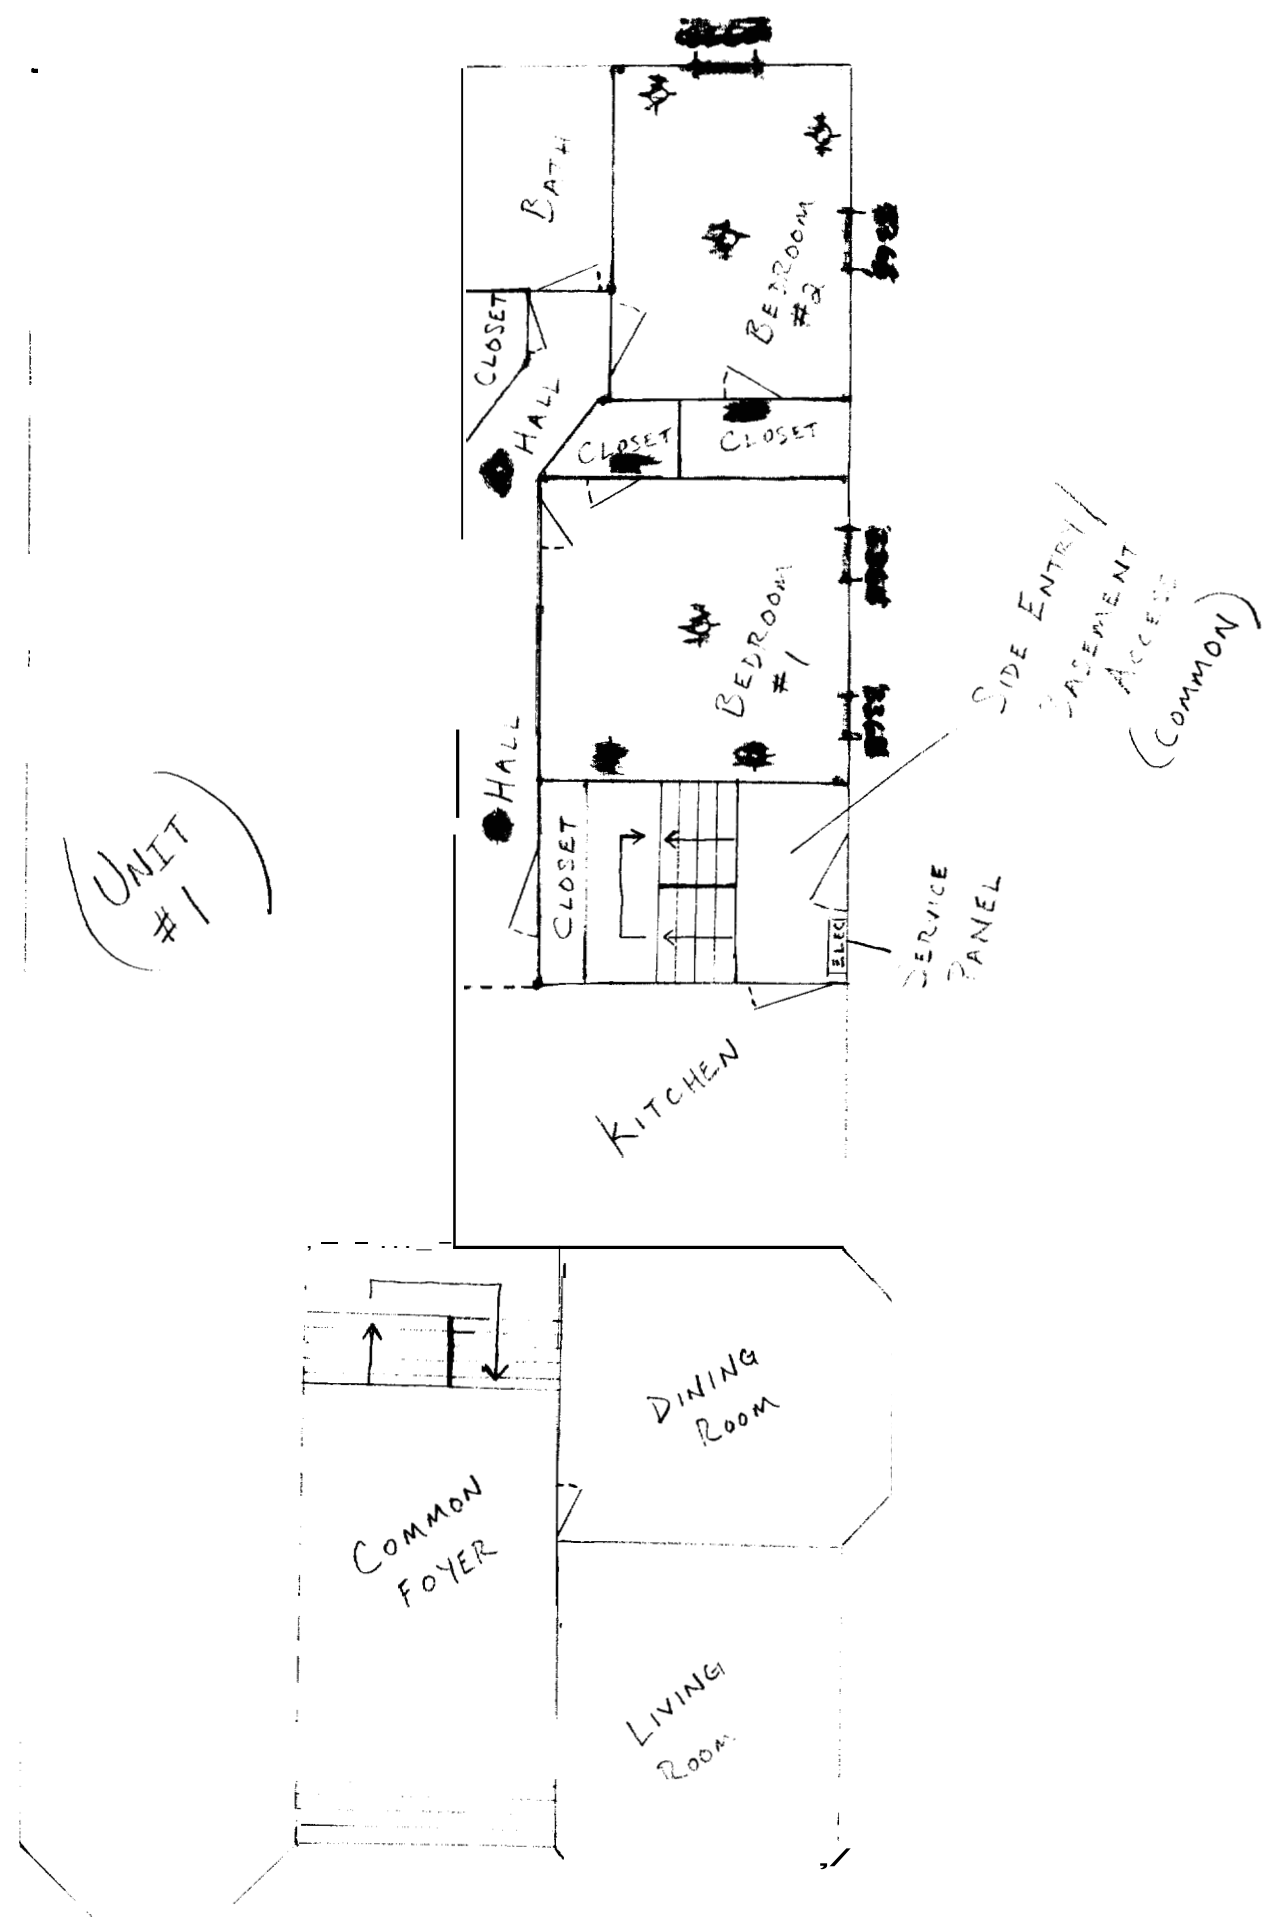 BATH
BEDROOM
#2
CLOSET
HALL
CLOSET
CLOSET
BEDROOM
#1
SIDE ENTRY/
BASEMENT
ACCESS
(COMMON)
HALL
CLOSET
UNIT
#1
ELEC
SERVICE
PANEL
KITCHEN
DINING
ROOM
COMMON
FOYER
LIVING
ROOM